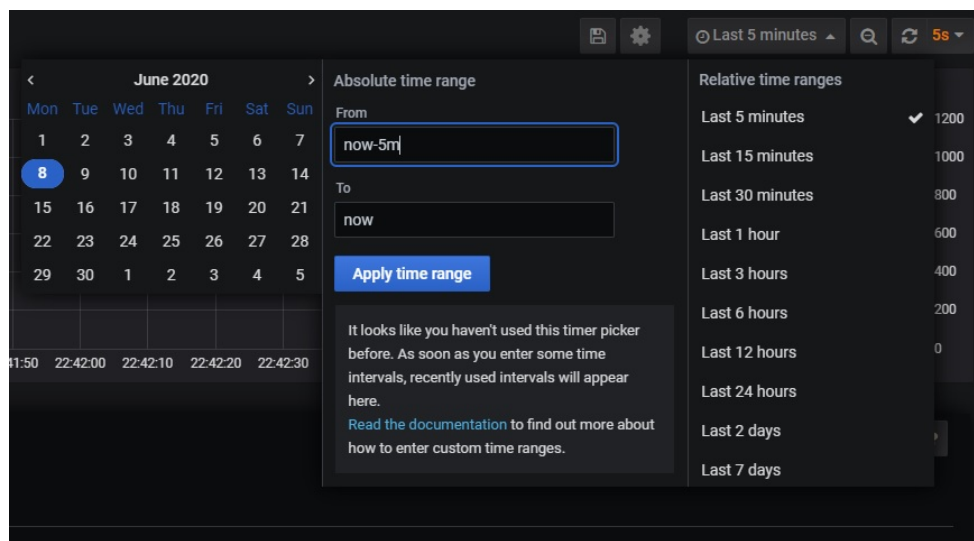 Last 5 minutes
5s
June 2020
Mon Tue Wed Thu Fri Sat Sun
1 2 3 4 5 6 7
8 9 10 11 12 13 14
15 16 17 18 19 20 21
22 23 24 25 26 27 28
29 30 1 2 3 4 5
Absolute time range
From
now-5m
To
now
Apply time range
It looks like you haven't used this timer picker
before. As soon as you enter some time
intervals, recently used intervals will appear
here.
Read the documentation to find out more about
how to enter custom time ranges.
Relative time ranges
Last 5 minutes
Last 15 minutes
Last 30 minutes
Last 1 hour
Last 3 hours
Last 6 hours
Last 12 hours
Last 24 hours
Last 2 days
Last 7 days
1200
1000
800
600
400
200
0
41:50 22:42:00 22:42:10 22:42:20 22:42:30